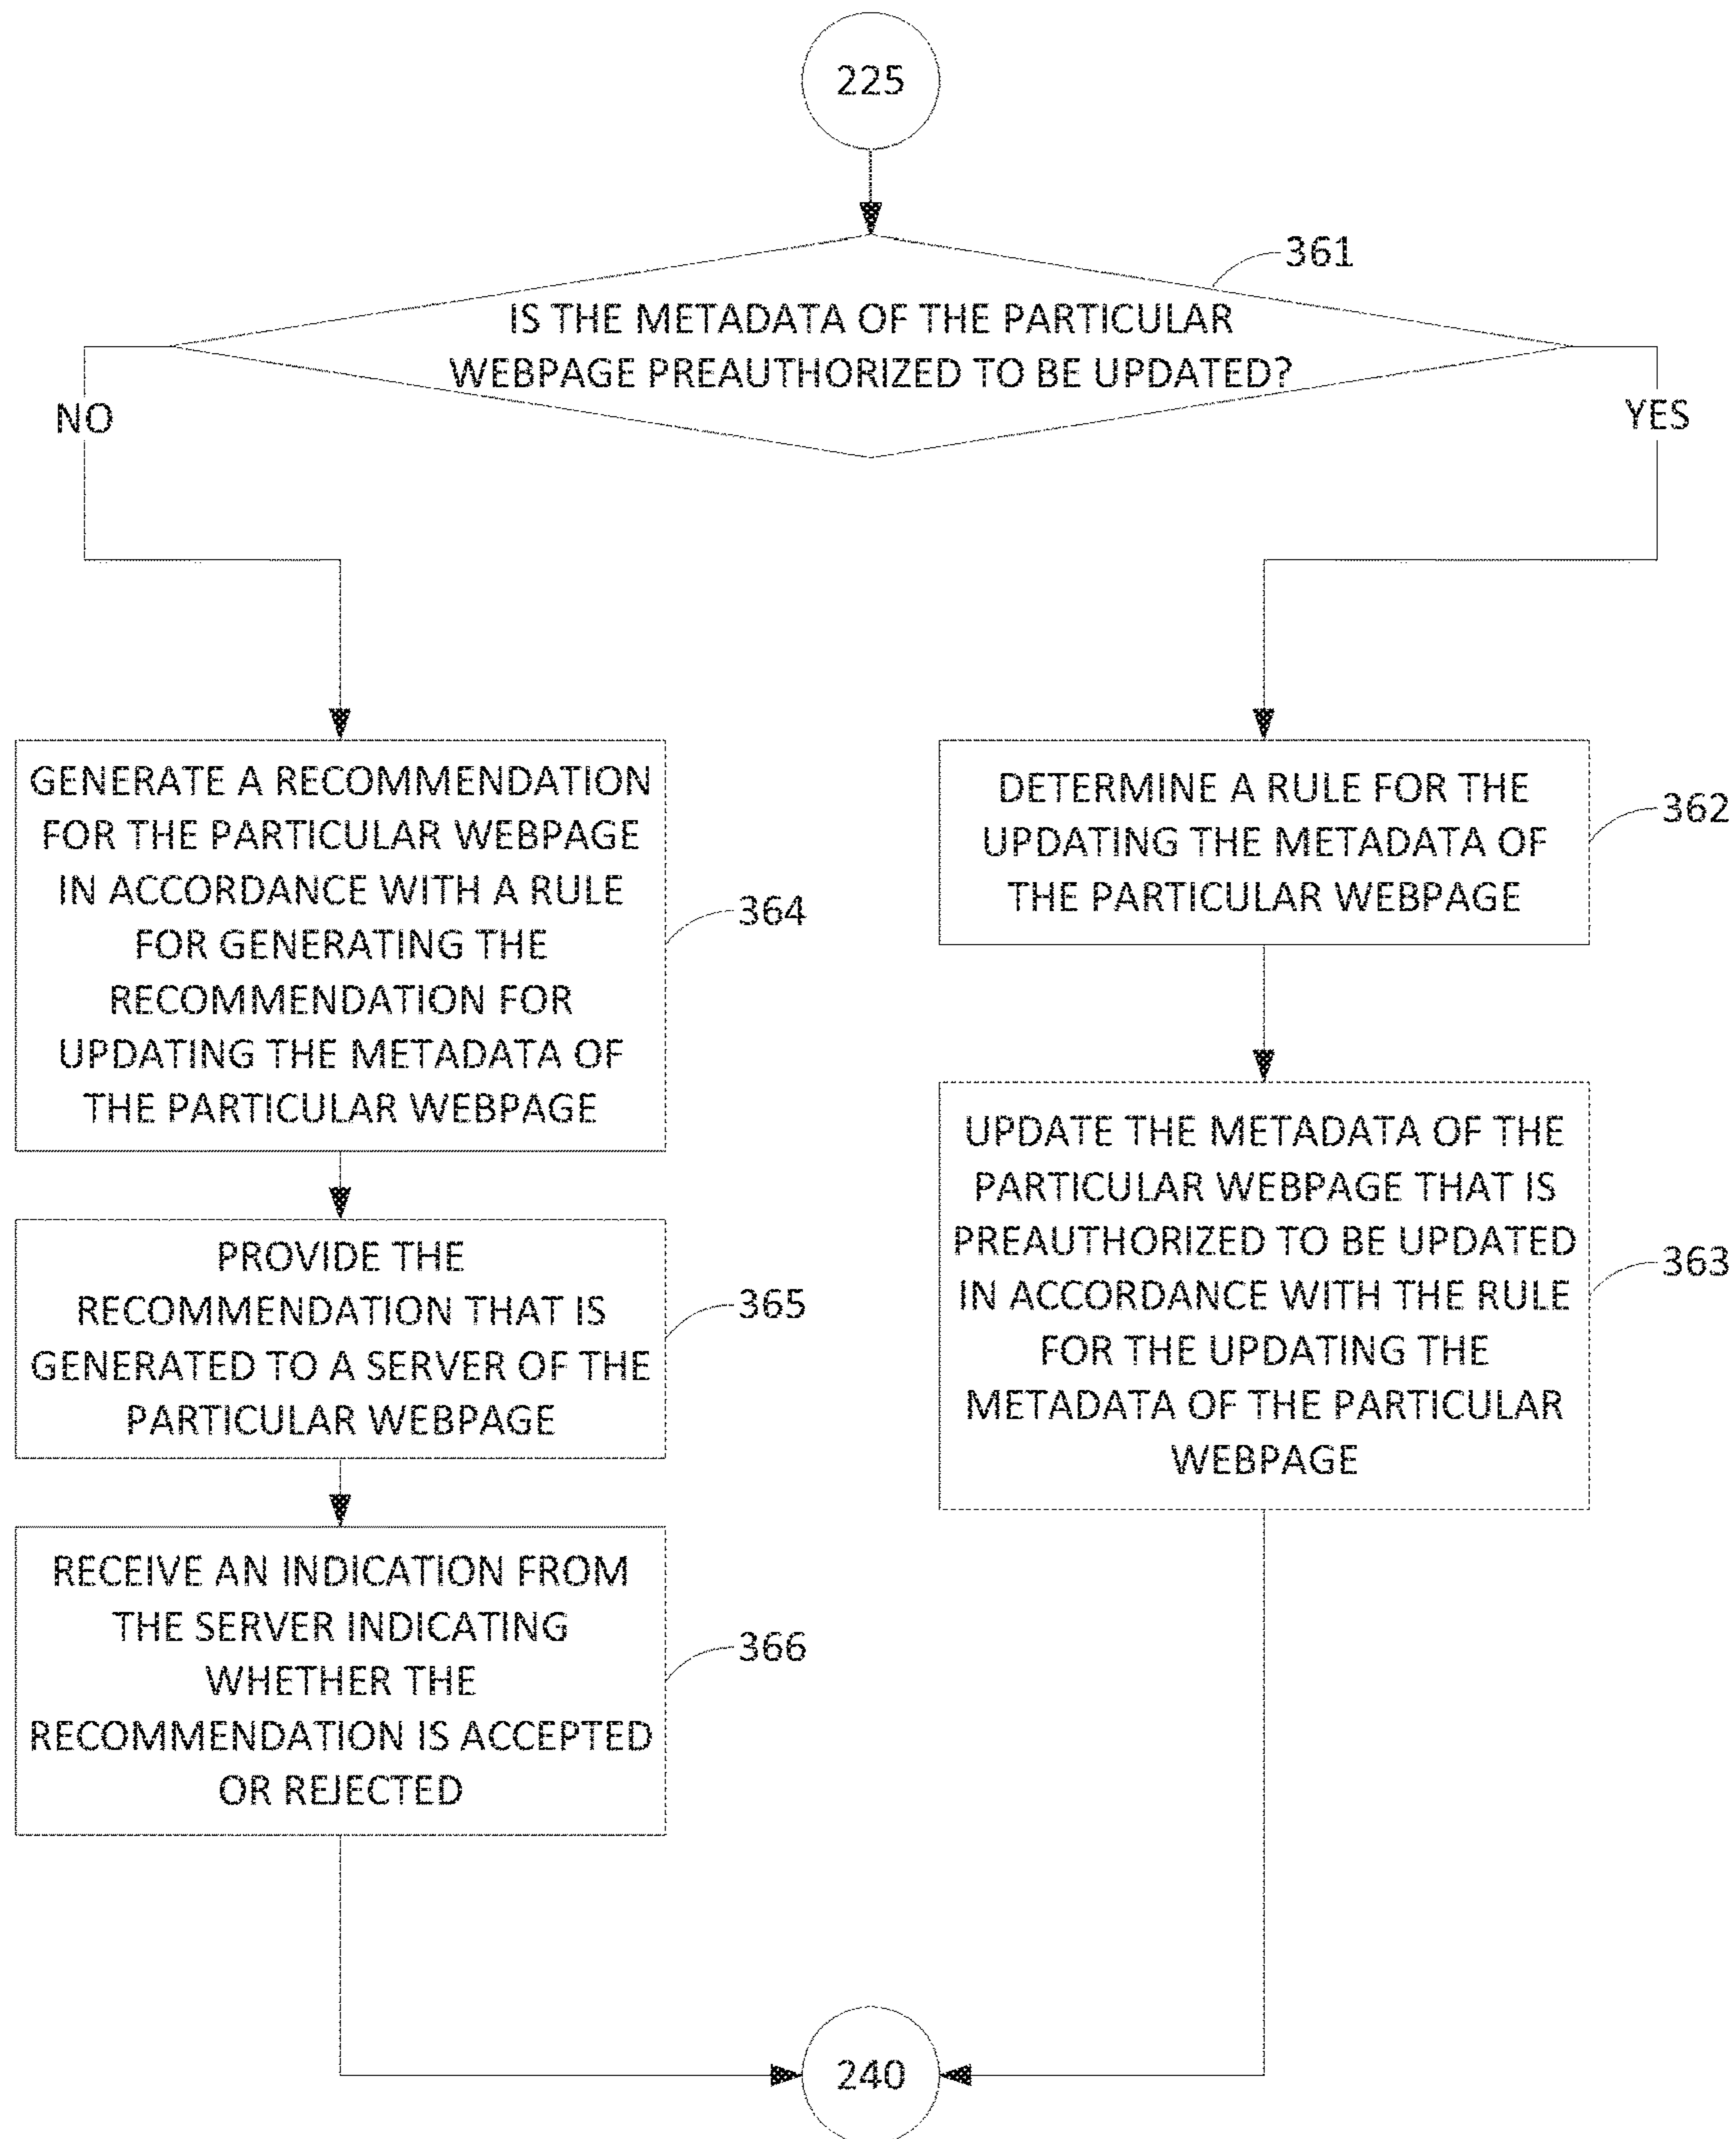 225
361
IS THE METADATA OF THE PARTICULAR
WEBPAGE PREAUTHORIZED TO BE UPDATED?
NO
YES
GENERATE A RECOMMENDATION
FOR THE PARTICULAR WEBPAGE
IN ACCORDANCE WITH A RULE
FOR GENERATING THE
RECOMMENDATION FOR
UPDATING THE METADATA OF
THE PARTICULAR WEBPAGE
364
PROVIDE THE
RECOMMENDATION THAT IS
GENERATED TO A SERVER OF THE
PARTICULAR WEBPAGE
365
RECEIVE AN INDICATION FROM
THE SERVER INDICATING
WHETHER THE
RECOMMENDATION IS ACCEPTED
OR REJECTED
366
DETERMINE A RULE FOR THE
UPDATING THE METADATA OF
THE PARTICULAR WEBPAGE
362
UPDATE THE METADATA OF THE
PARTICULAR WEBPAGE THAT IS
PREAUTHORIZED TO BE UPDATED
IN ACCORDANCE WITH THE RULE
FOR THE UPDATING THE
METADATA OF THE PARTICULAR
WEBPAGE
363
240